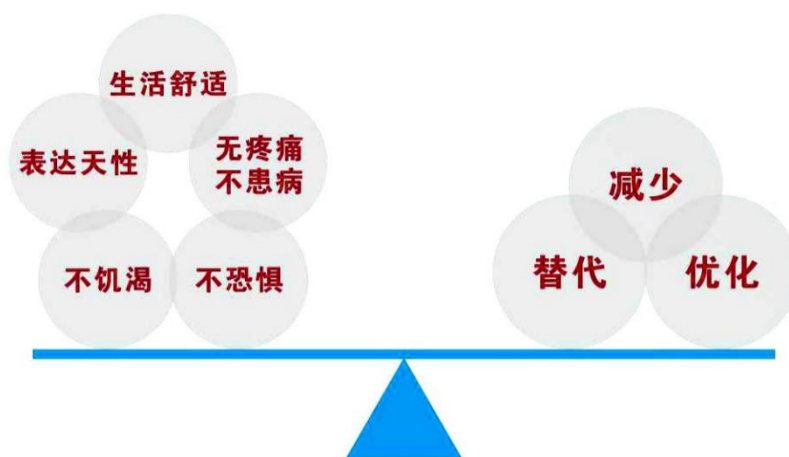 生活舒适
表达天性
无疼痛
不患病
不饥渴
不恐惧
减少
替代
优化